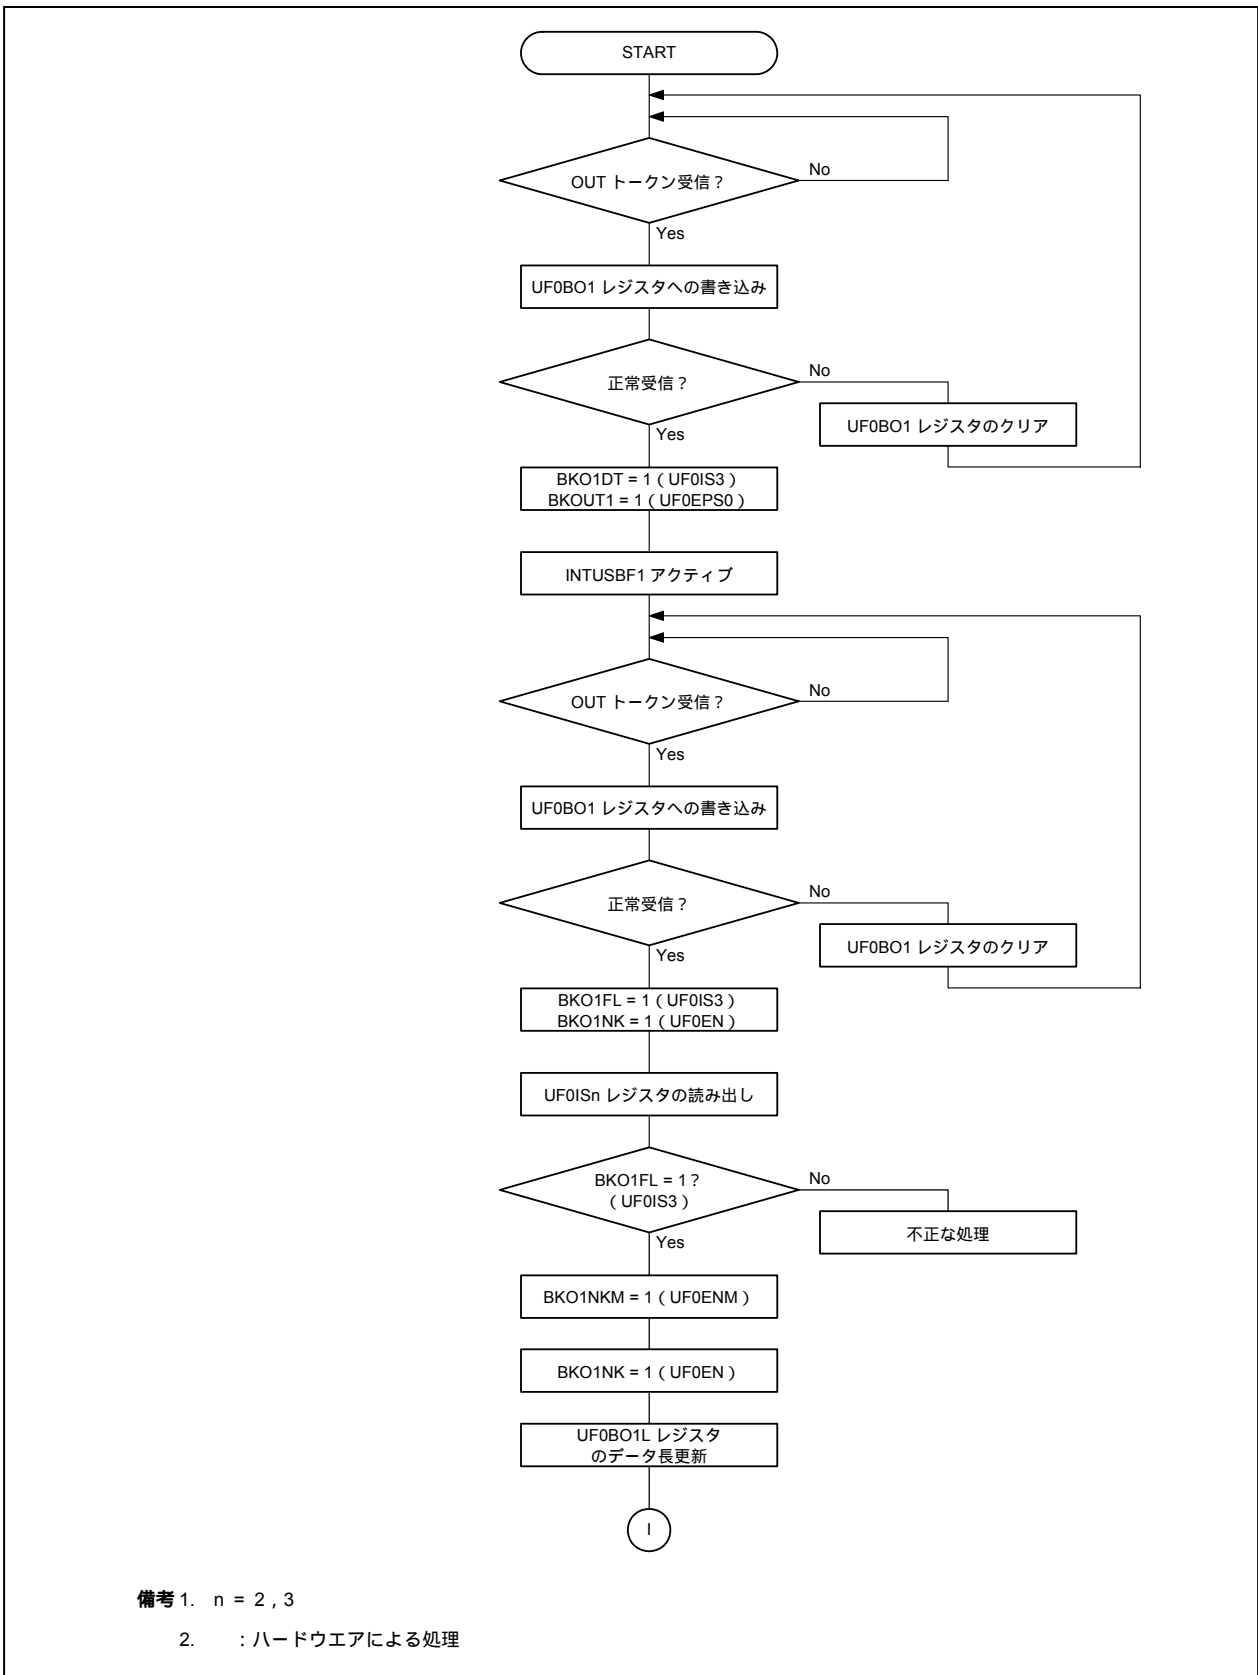 START
OUT トークン受信？
No
Yes
UF0BO1 レジスタへの書き込み
正常受信？
No
UF0BO1 レジスタのクリア
Yes
BKO1DT = 1（UF0IS3）
BKOUT1 = 1（UF0EPS0）
INTUSBF1 アクティブ
OUT トークン受信？
No
Yes
UF0BO1 レジスタへの書き込み
正常受信？
No
UF0BO1 レジスタのクリア
Yes
BKO1FL = 1（UF0IS3）
BKO1NK = 1（UF0EN）
UF0ISn レジスタの読み出し
BKO1FL = 1？
（UF0IS3）
No
不正な処理
Yes
BKO1NKM = 1（UF0ENM）
BKO1NK = 1（UF0EN）
UF0BO1L レジスタ
のデータ長更新
I
備考 1. n = 2 , 3
2. ：ハードウエアによる処理